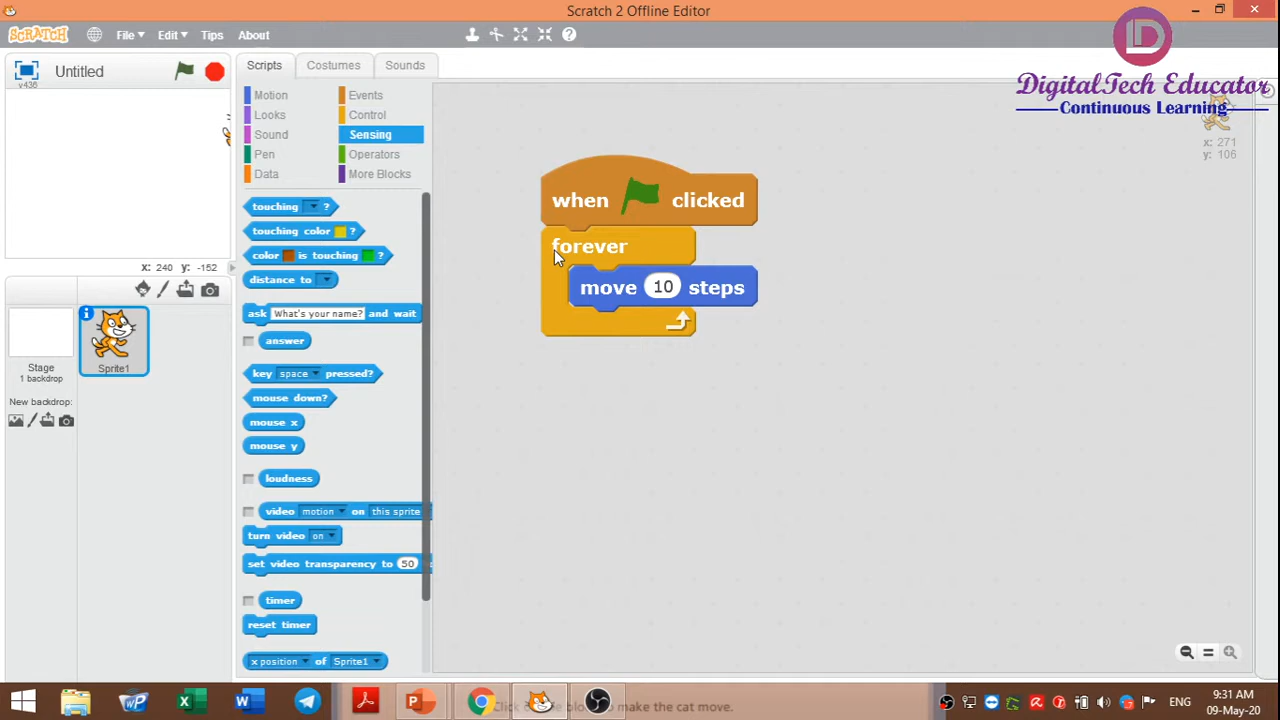 Scratch 2 Offline Editor
SCRATCH File Edit Tips About
DigitalTech Educator
Continuous Learning
v436 Untitled
Scripts Costumes Sounds
Motion Events
Looks Control
Sound Sensing
Pen Operators
Data More Blocks
x: 271
y: 106
touching ?
touching color ?
color is touching ?
distance to
ask What's your name? and wait
answer
key space pressed?
mouse down?
mouse x
mouse y
loudness
video motion on this sprite
turn video on
set video transparency to 50
timer
reset timer
x position of Sprite1
when clicked
forever
move 10 steps
x: 240 y: -152
Sprite1
Stage
1 backdrop
New backdrop:
ENG
9:31 AM
09-May-20